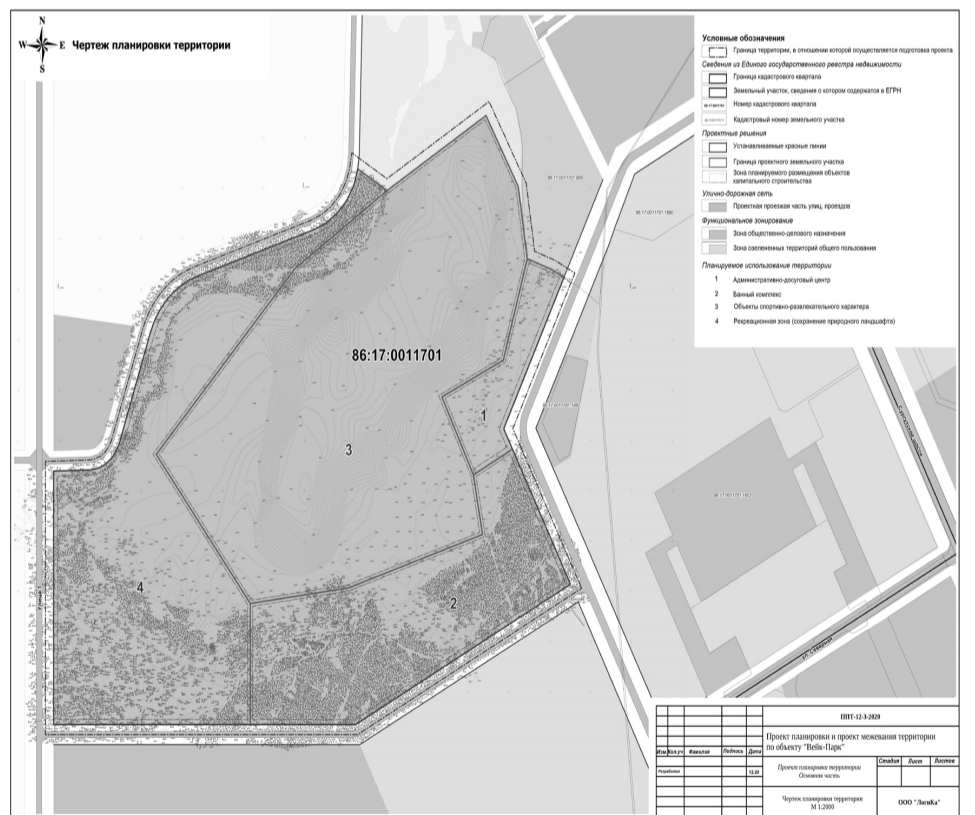 N
W E Чертеж планировки территории
S
Условные обозначения
Граница территории, в отношении которой осуществляется подготовка проекта
Сведения из Единого государственного реестра недвижимости
Граница кадастрового квартала
Земельный участок, сведения о котором содержатся в ЕГРН
Номер кадастрового квартала
Кадастровый номер земельного участка
Проектные решения
Устанавливаемые красные линии
Граница проектного земельного участка
Зона планируемого размещения объектов
капитального строительства
Улично-дорожная сеть
Проектная проезжая часть улиц, проездов
Функциональное зонирование
Зона общественно-делового назначения
Зона озелененных территорий общего пользования
Планируемое использование территории
1 Административно-досуговый центр
2 Банный комплекс
3 Объекты спортивно-развлекательного характера
4 Рекреационная зона (сохранение природного ландшафта)
86:17:0011701
1
3
4
2
ул. Северная
ППТ-12-3-2020
Проект планировки и проект межевания территории
по объекту "Вейк-Парк"
Изм. Кол.уч Фамилия Подпись Дата
Стадия Лист Листов
Разработал 12.20
Проект планировки территории
Основная часть
Чертеж планировки территории
М 1:2000
ООО "ЛогиКа"